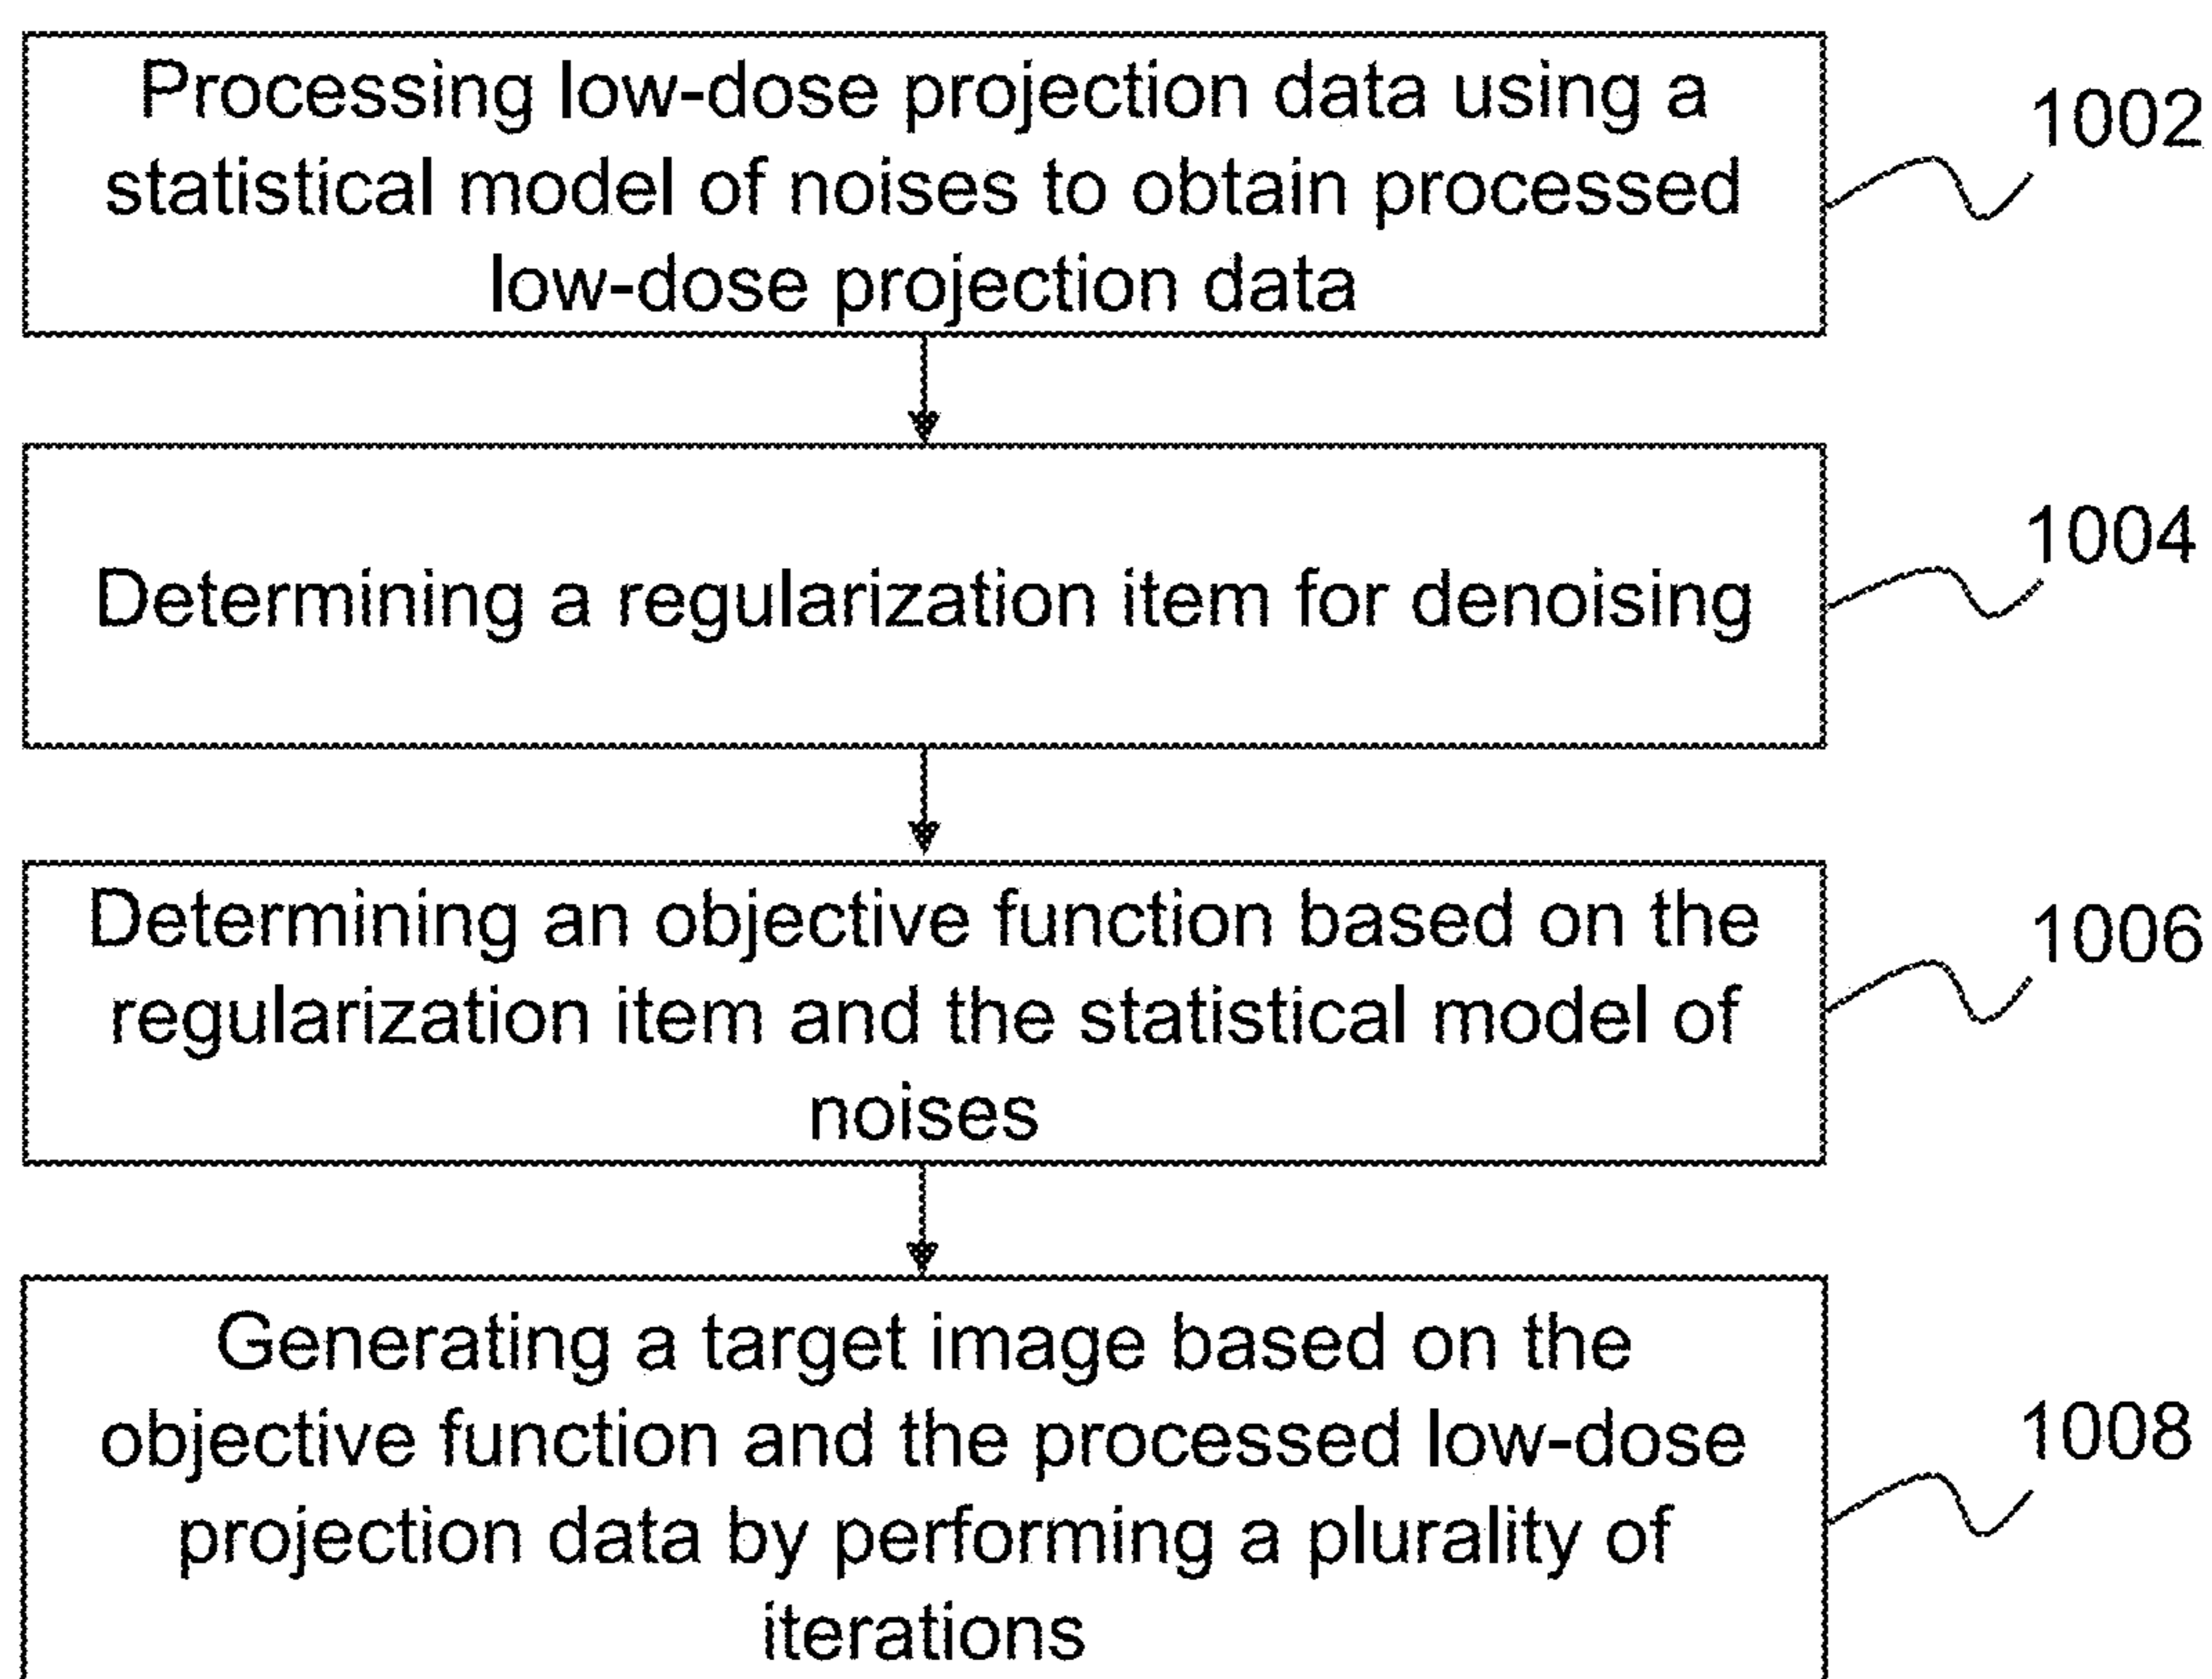 Processing low-dose projection data using a
statistical model of noises to obtain processed
low-dose projection data
1002
Determining a regularization item for denoising
1004
Determining an objective function based on the
regularization item and the statistical model of
noises
1006
Generating a target image based on the
objective function and the processed low-dose
projection data by performing a plurality of
iterations
1008